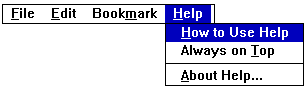 File Edit Bookmark Help
How to Use Help
Always on Top
About Help...